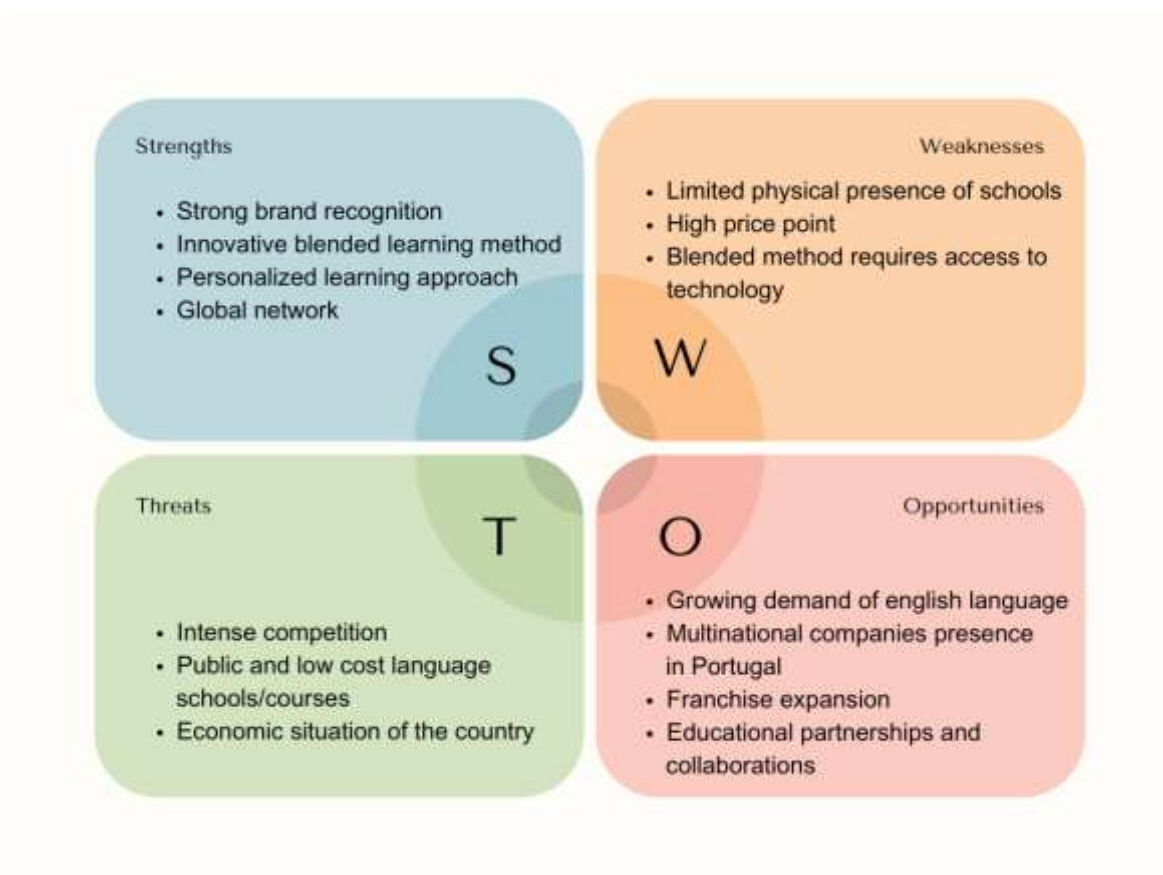 Strengths
• Strong brand recognition
• Innovative blended learning method
• Personalized learning approach
• Global network
S
Weaknesses
• Limited physical presence of schools
• High price point
• Blended method requires access to
technology
W
Threats
T
• Intense competition
• Public and low cost language
schools/courses
• Economic situation of the country
Opportunities
O
• Growing demand of english language
• Multinational companies presence
in Portugal
• Franchise expansion
• Educational partnerships and
collaborations